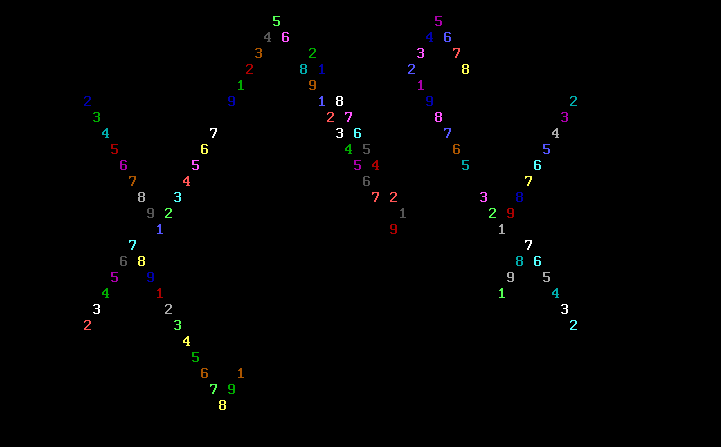 5 5
4 6 4 6
3 2 3 7
2 8 1 2 8
1 9 1
2 9 1 8 9 2
3 2 7 8 3
4 7 3 6 7 4
5 6 4 5 6 5
6 5 5 4 5 6
7 4 6 7
8 3 7 2 3 8
9 2 1 2 9
1 9 1
7 7
6 8 8 6
5 9 9 5
4 1 1 4
3 2 3
2 3 2
4
5
6 1
7 9
8